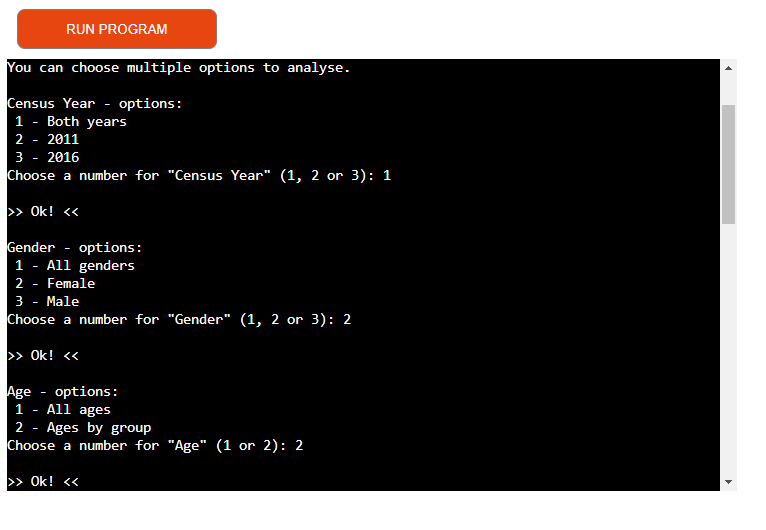 RUN PROGRAM
You can choose multiple options to analyse.
Census Year - options:
1 - Both years
2 - 2011
3 - 2016
Choose a number for "Census Year" (1, 2 or 3): 1
>> Ok! <<
Gender - options:
1 - All genders
2 - Female
3 - Male
Choose a number for "Gender" (1, 2 or 3): 2
>> Ok! <<
Age - options:
1 - All ages
2 - Ages by group
Choose a number for "Age" (1 or 2): 2
>> Ok! <<